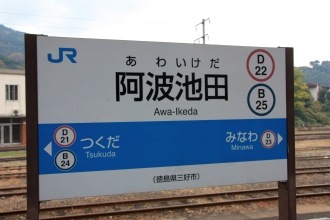 JR
あわいけだ
阿波池田
Awa-Ikeda
D
22
B
25
D
21
B
24
つくだ
Tsukuda
みなわ
Minawa
D
23
(徳島県三好市)